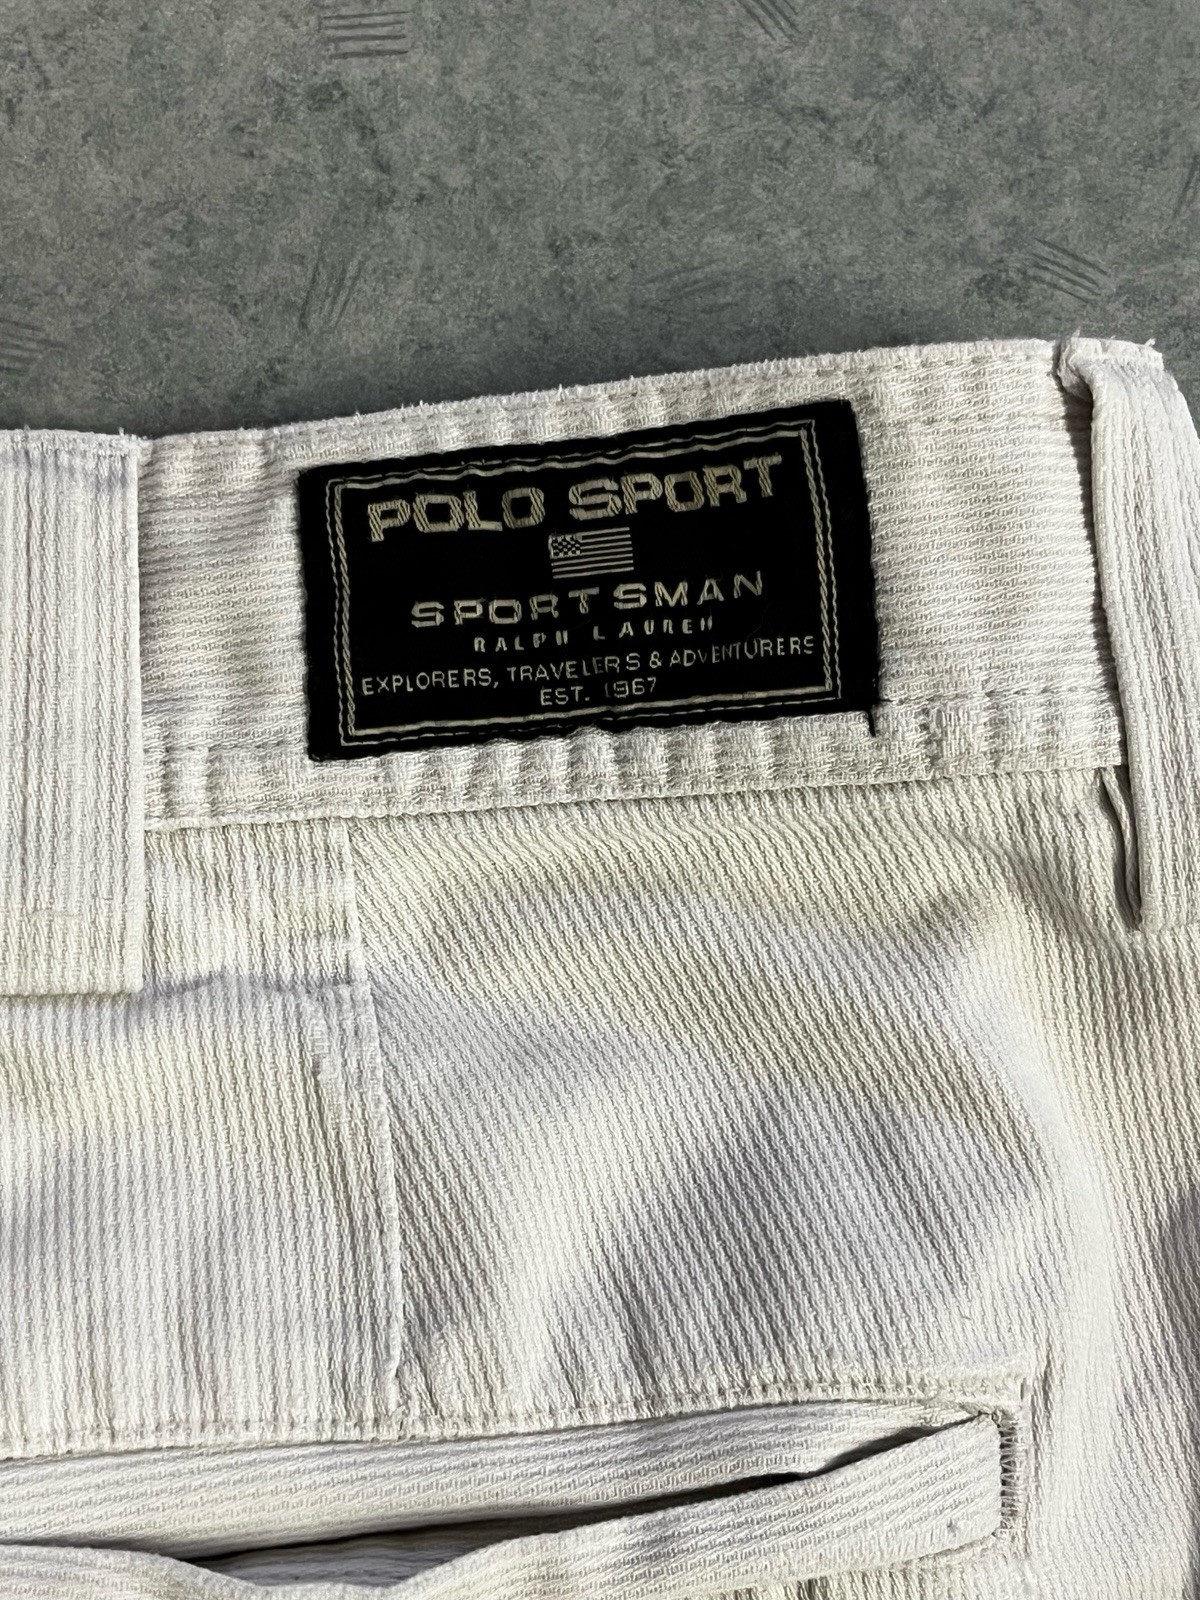 POLO SPORT
SPORTSMAN
RALPH LAUREN
EXPLORERS, TRAVELERS & ADVENTURERS
EST. 1967